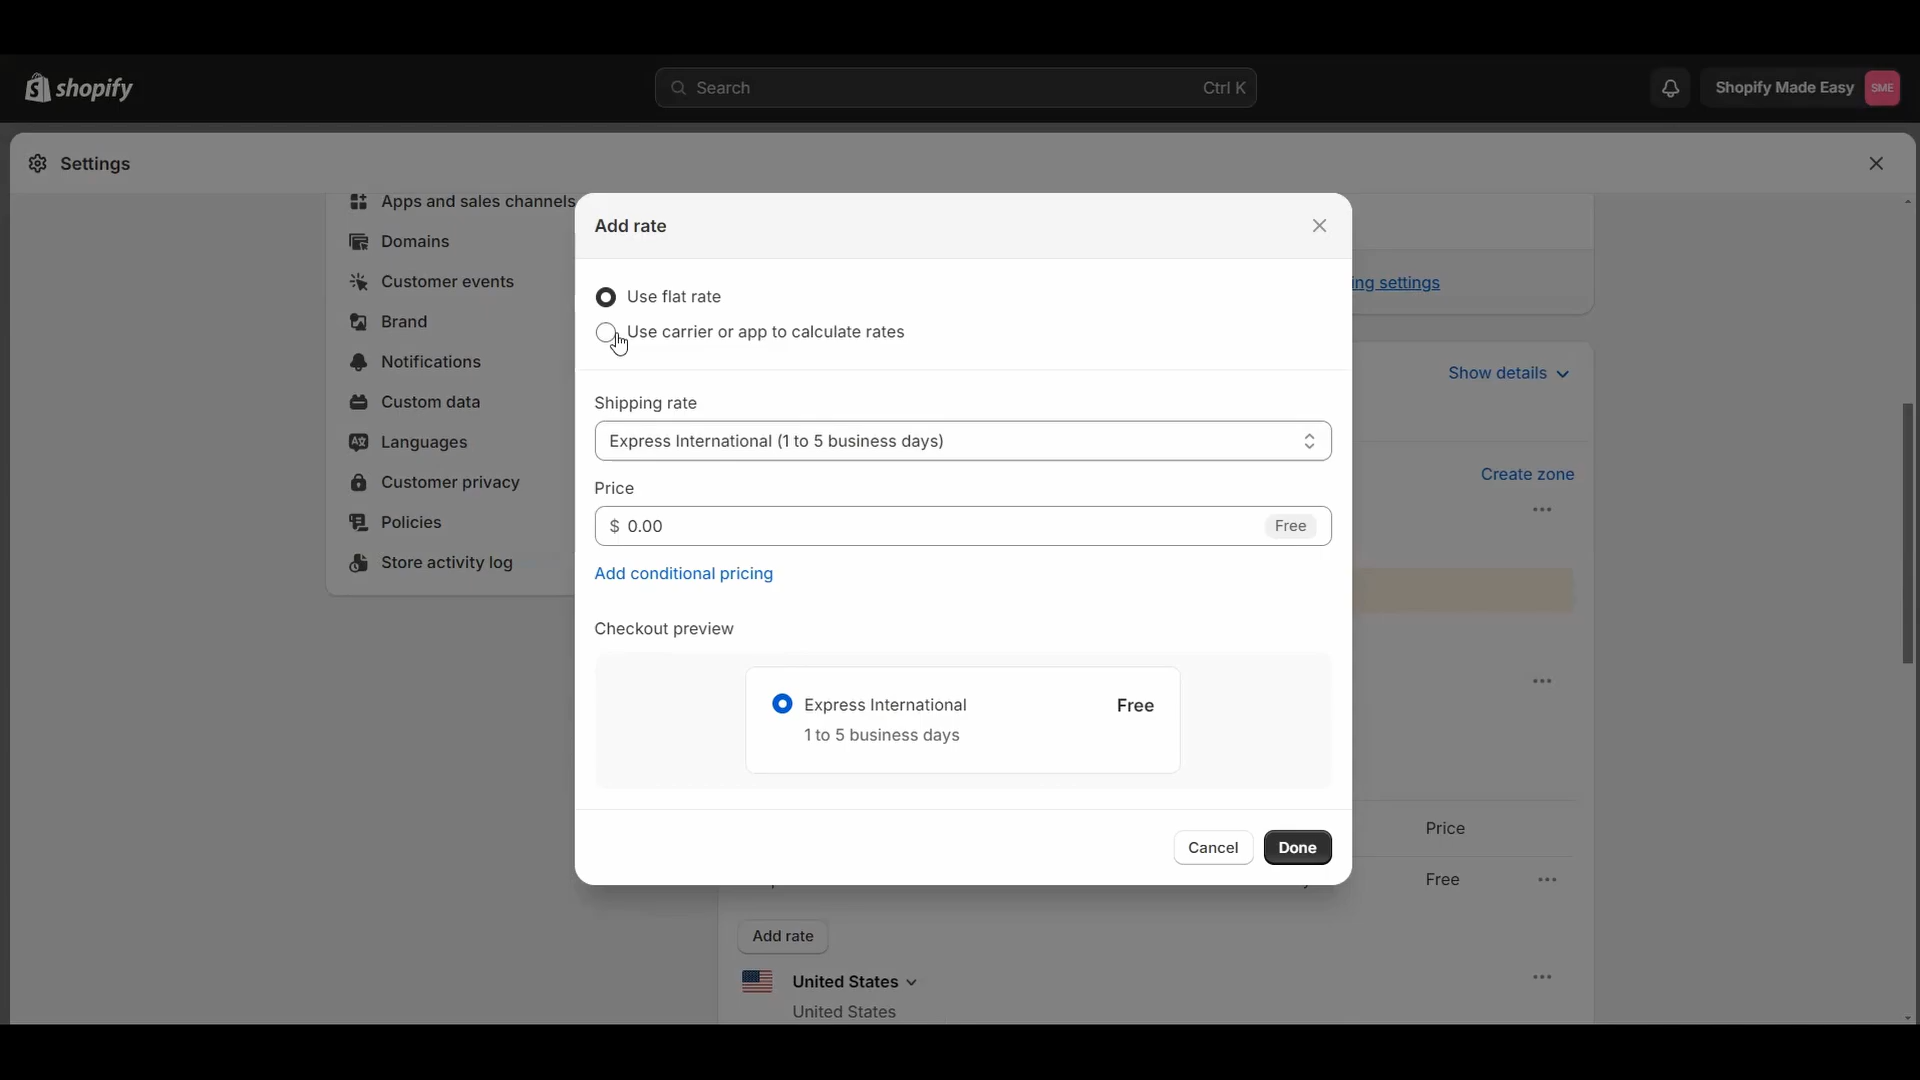 shopify
Search
Ctrl K
Shopify Made Easy
SME
Settings
Apps and sales channels
Domains
Customer events
Brand
Notifications
Custom data
Languages
Customer privacy
Policies
Store activity log
Add rate
Use flat rate
Use carrier or app to calculate rates
Shipping rate
Express International (1 to 5 business days)
Price
$ 0.00
Free
Add conditional pricing
Checkout preview
Express International
Free
1 to 5 business days
Cancel
Done
ing settings
Show details
Create zone
Price
Free
Add rate
United States
United States